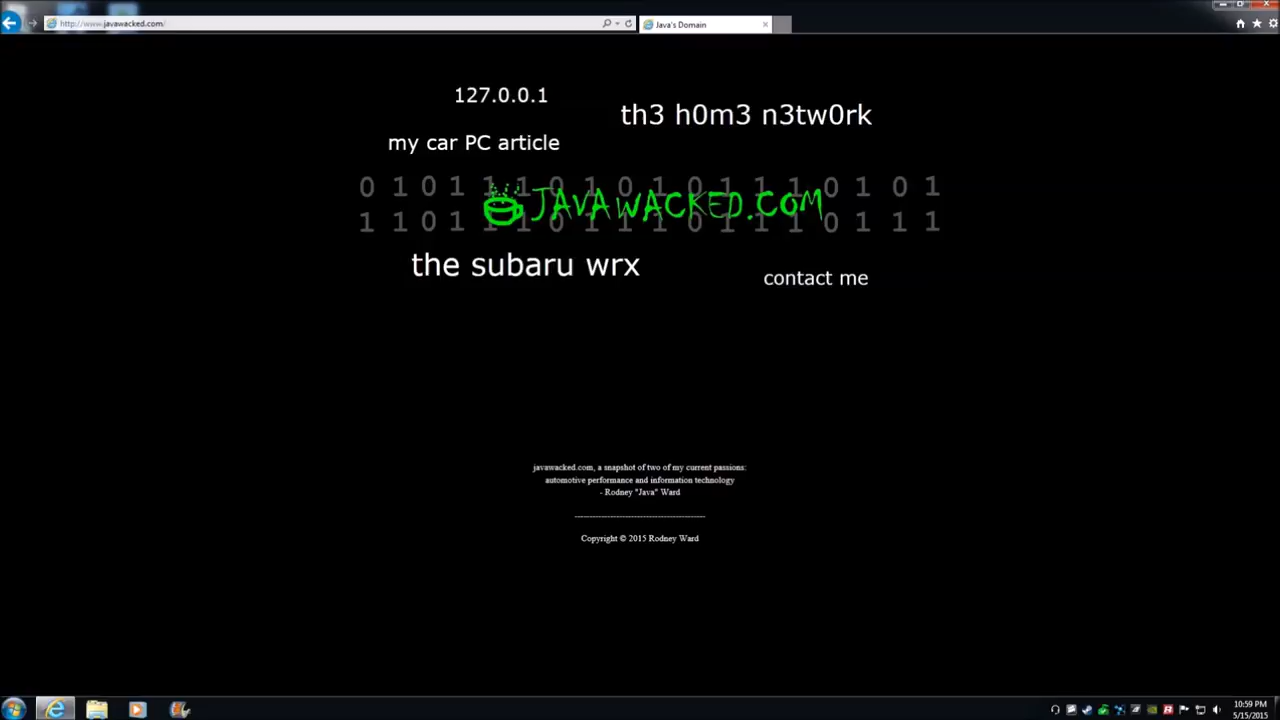 http://www.javawacked.com/
Java's Domain
127.0.0.1
th3 h0m3 n3tw0rk
my car PC article
0 1 0 1 1 1 0 1 0 1 0 1 1 1 0 1 0 1
JAVAWACKED.COM
1 1 0 1 1 1 0 1 1 1 0 1 1 1 0 1 1 1
the subaru wrx
contact me
javawacked.com, a snapshot of two of my current passions:
automotive performance and information technology
- Rodney "Java" Ward
Copyright © 2015 Rodney Ward
10:59 PM
5/15/2015